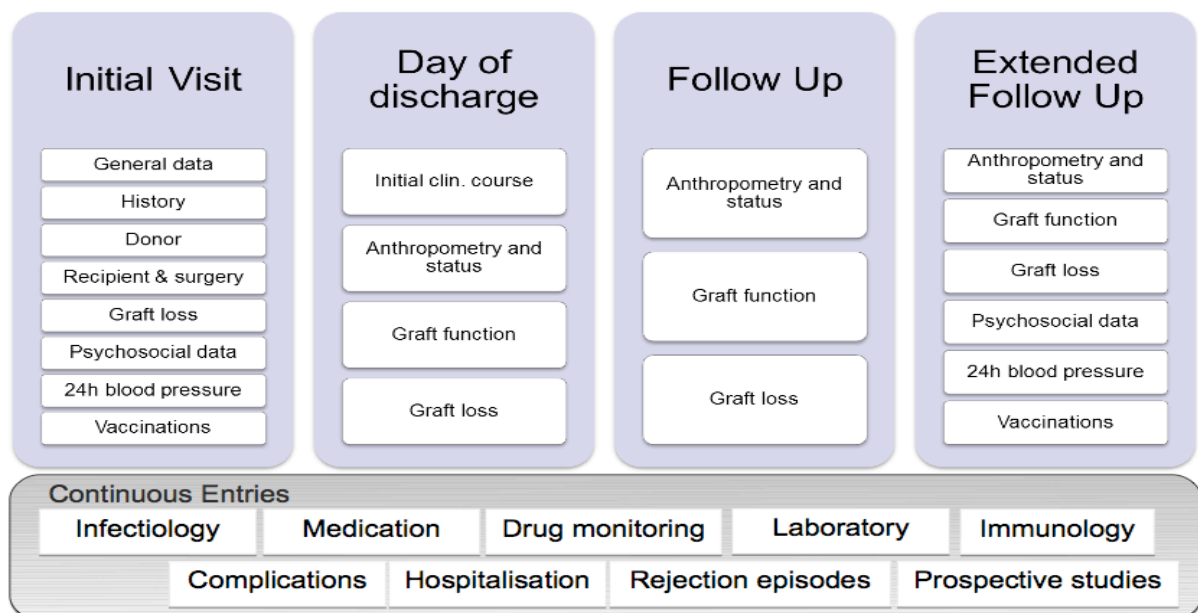 Initial Visit
General data
History
Donor
Recipient & surgery
Graft loss
Psychosocial data
24h blood pressure
Vaccinations
Day of
discharge
Initial clin. course
Anthropometry and
status
Graft function
Graft loss
Follow Up
Anthropometry and
status
Graft function
Graft loss
Extended
Follow Up
Anthropometry and
status
Graft function
Graft loss
Psychosocial data
24h blood pressure
Vaccinations
Continuous Entries
Infectiology
Medication
Drug monitoring
Laboratory
Immunology
Complications
Hospitalisation
Rejection episodes
Prospective studies